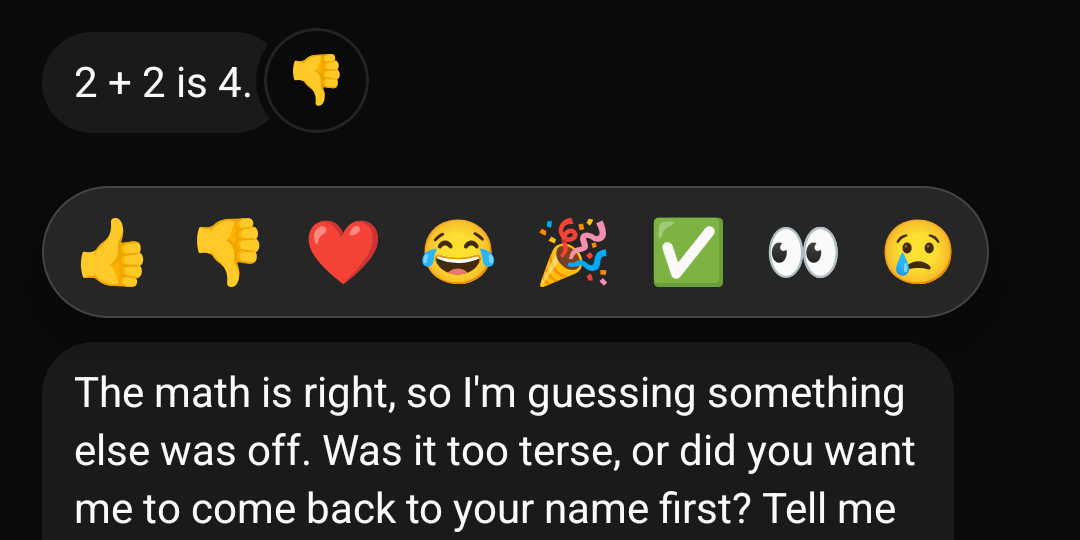 2 + 2 is 4.
The math is right, so I'm guessing something
else was off. Was it too terse, or did you want
me to come back to your name first? Tell me